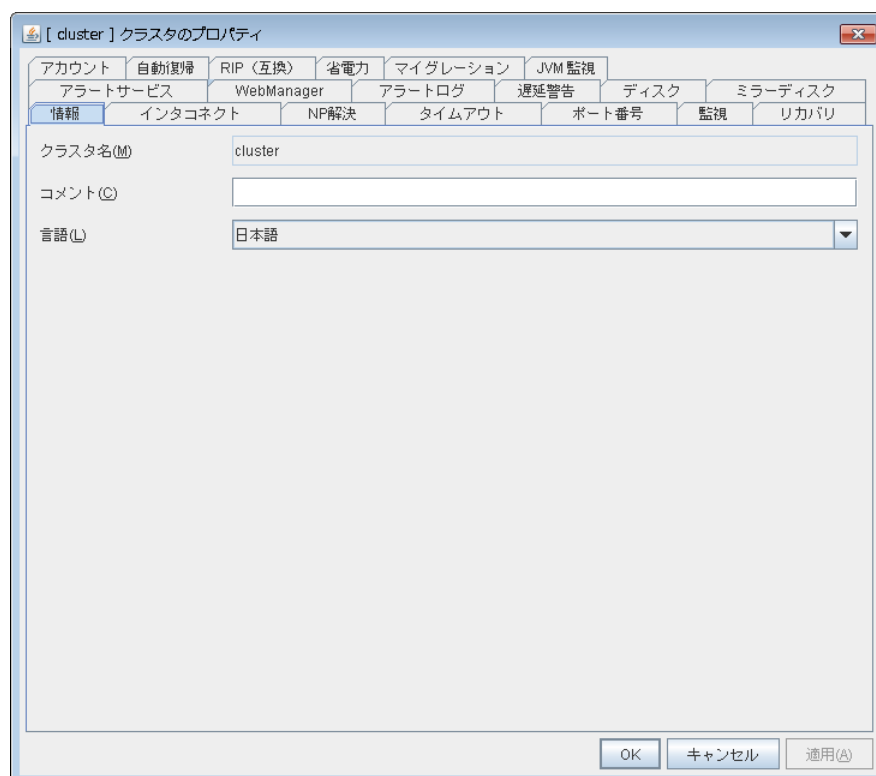 [ cluster ] クラスタのプロパティ
アカウント 自動復帰 RIP（互換） 省電力 マイグレーション JVM 監視
アラートサービス WebManager アラートログ 遅延警告 ディスク ミラーディスク
情報 インタコネクト NP解決 タイムアウト ポート番号 監視 リカバリ
クラスタ名(M) cluster
コメント(C)
言語(L) 日本語
OK キャンセル 適用(A)